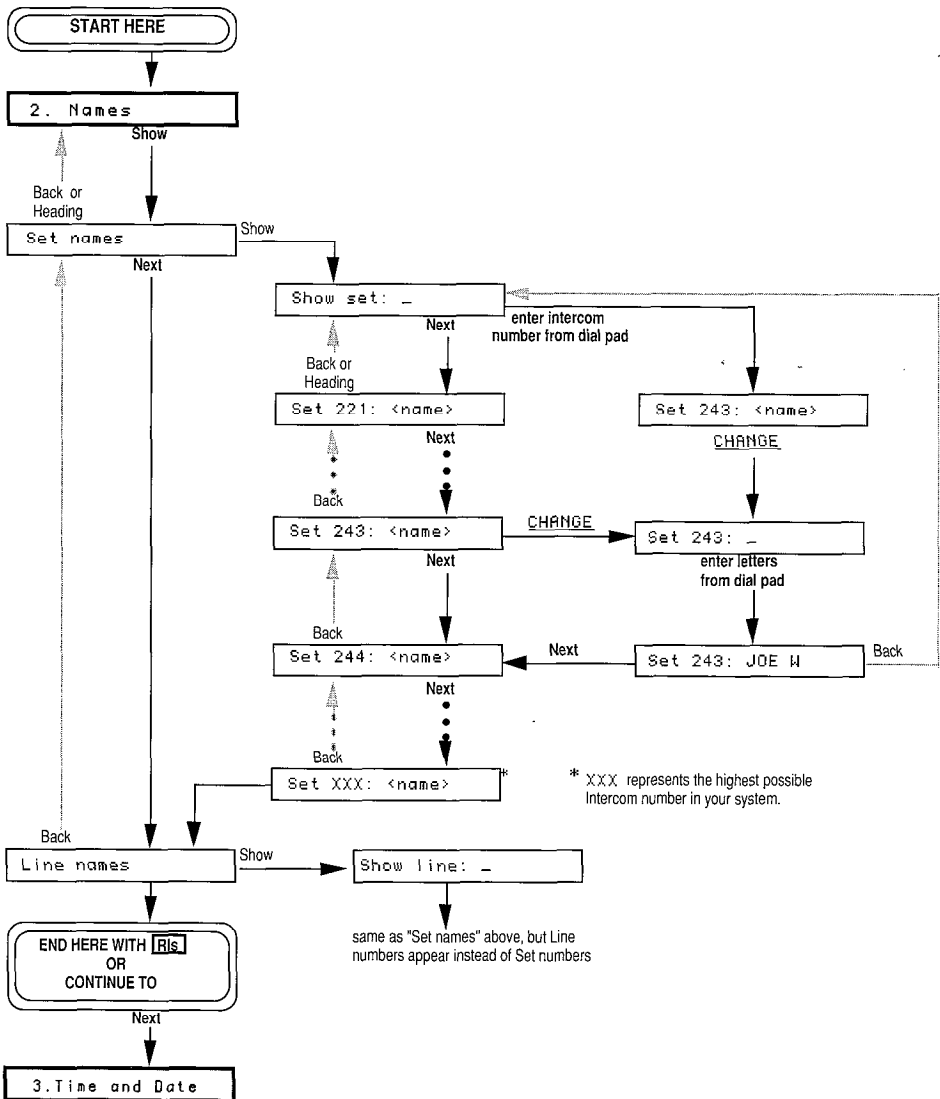 START HERE
2. Names
Show
Back or
Heading
Set names
Show
Next
Show set: _
Next
enter intercom
number from dial pad
Back or
Heading
Set 221: <name>
Set 243: <name>
Next
CHANGE
Back
Set 243: <name>
CHANGE
Set 243: _
Next
enter letters
from dial pad
Back
Set 244: <name>
Next
Set 243: JOE W
Back
Next
Back
Set XXX: <name> *
* XXX represents the highest possible
Intercom number in your system.
Back
Line names
Show
Show line: _
same as "Set names" above, but Line
numbers appear instead of Set numbers
END HERE WITH Rls
OR
CONTINUE TO
Next
3.Time and Date